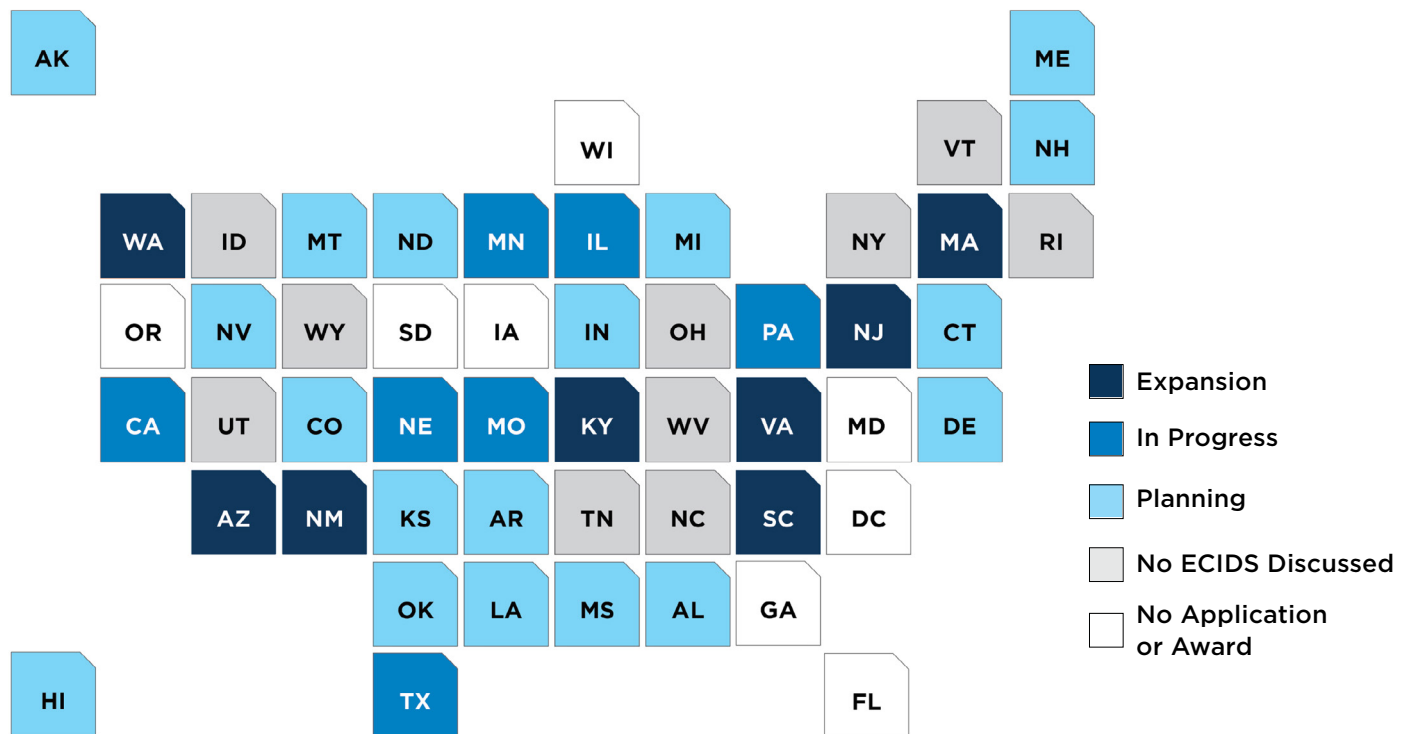 AK
ME
WI
VT
NH
WA
ID
MT
ND
MN
IL
MI
NY
MA
RI
OR
NV
WY
SD
IA
IN
OH
PA
NJ
CT
CA
UT
CO
NE
MO
KY
WV
VA
MD
DE
AZ
NM
KS
AR
TN
NC
SC
DC
OK
LA
MS
AL
GA
HI
TX
FL
Expansion
In Progress
Planning
No ECIDS Discussed
No Application
or Award